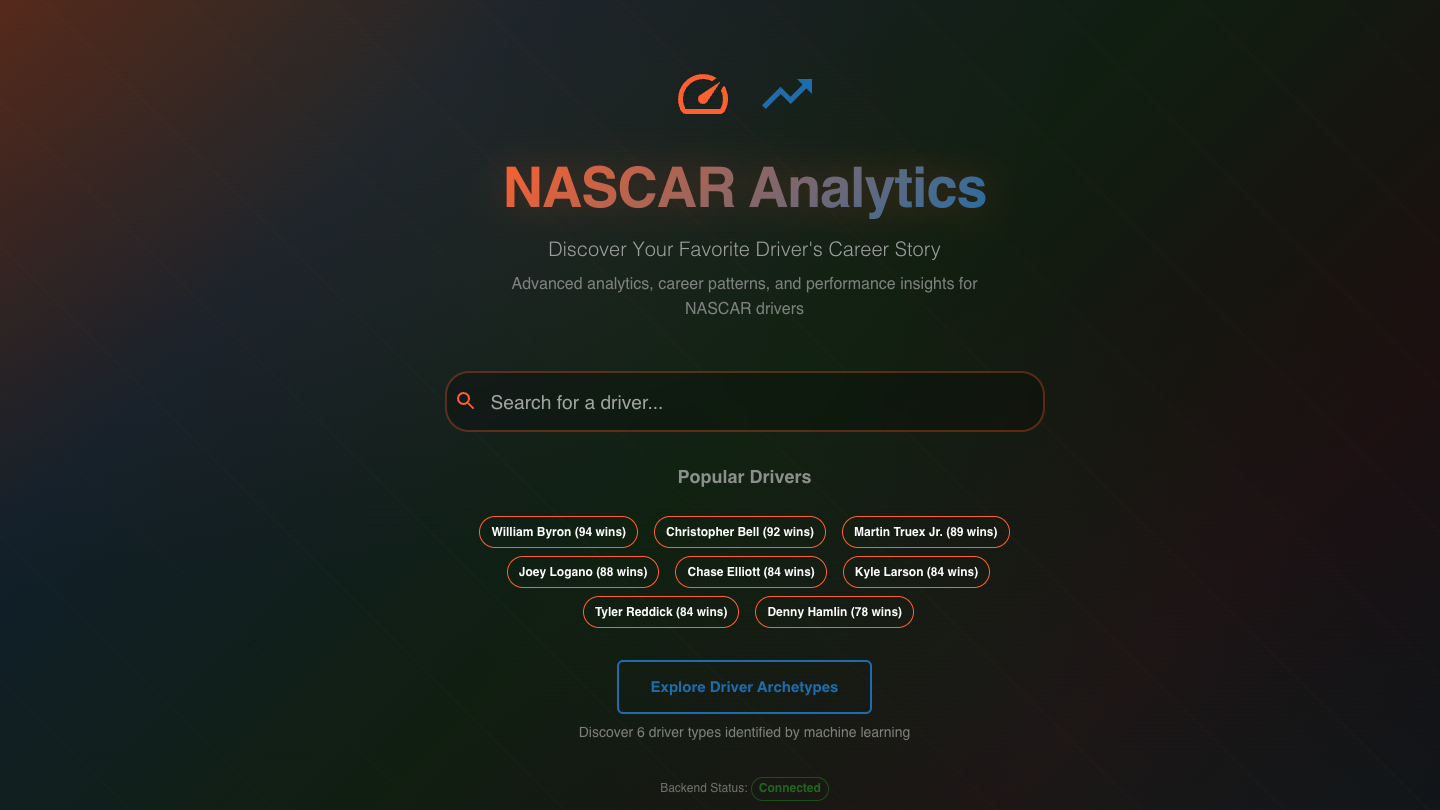 NASCAR Analytics
Discover Your Favorite Driver's Career Story
Advanced analytics, career patterns, and performance insights for
NASCAR drivers
Search for a driver...
Popular Drivers
William Byron (94 wins) Christopher Bell (92 wins) Martin Truex Jr. (89 wins)
Joey Logano (88 wins) Chase Elliott (84 wins) Kyle Larson (84 wins)
Tyler Reddick (84 wins) Denny Hamlin (78 wins)
Explore Driver Archetypes
Discover 6 driver types identified by machine learning
Backend Status: Connected